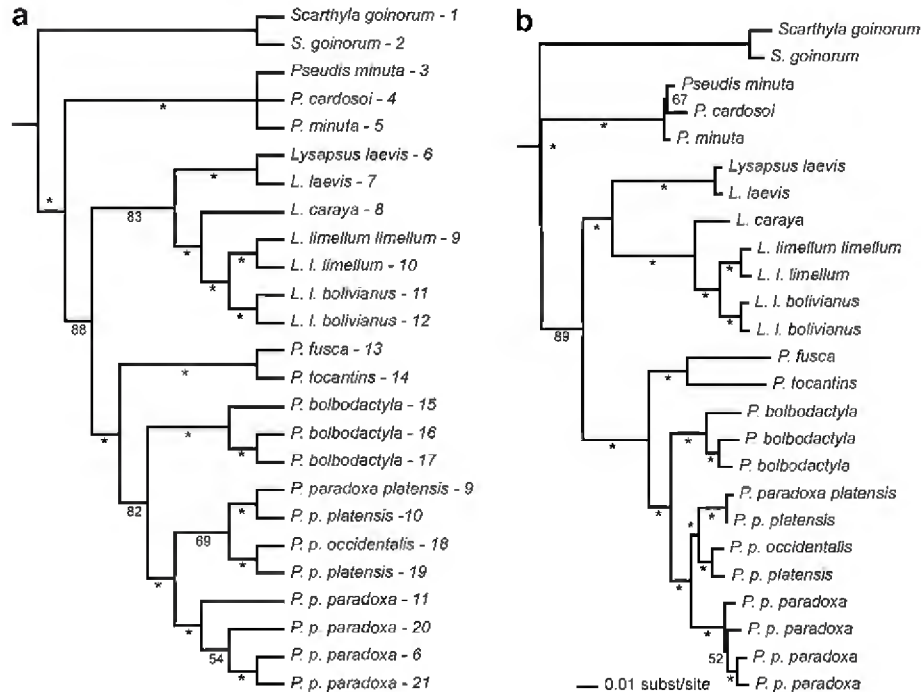 a
Scarthyla goinorum - 1
S. goinorum - 2
Pseudis minuta - 3
P. cardosoi - 4
*
P. minuta - 5
Lysapsus laevis - 6
*
L. laevis - 7
*
83
L. caraya - 8
*
L. limellum limellum - 9
*
L. l. limellum - 10
*
L. l. bolivianus - 11
*
L. l. bolivianus - 12
88
P. fusca - 13
*
P. tocantins - 14
P. bolbodactyla - 15
*
P. bolbodactyla - 16
*
*
P. bolbodactyla - 17
P. paradoxa platensis - 9
82
*
P. p. platensis -10
69
P. p. occidentalis - 18
*
P. p. platensis - 19
*
P. p. paradoxa - 11
*
P. p. paradoxa - 20
54
P. p. paradoxa - 6
*
P. p. paradoxa - 21
b
Scarthyla goinorum
S. goinorum
Pseudis minuta
67
P. cardosoi
*
P. minuta
*
Lysapsus laevis
*
L. laevis
L. caraya
*
*
L. limellum limellum
*
L. l. limellum
*
L. l. bolivianus
*
L. l. bolivianus
89
P. fusca
*
P. tocantins
P. bolbodactyla
*
*
P. bolbodactyla
*
P. bolbodactyla
P. paradoxa platensis
*
P. p. platensis
*
P. p. occidentalis
*
P. p. platensis
*
*
P. p. paradoxa
*
P. p. paradoxa
52
P. p. paradoxa
*
P. p. paradoxa
0.01 subst/site